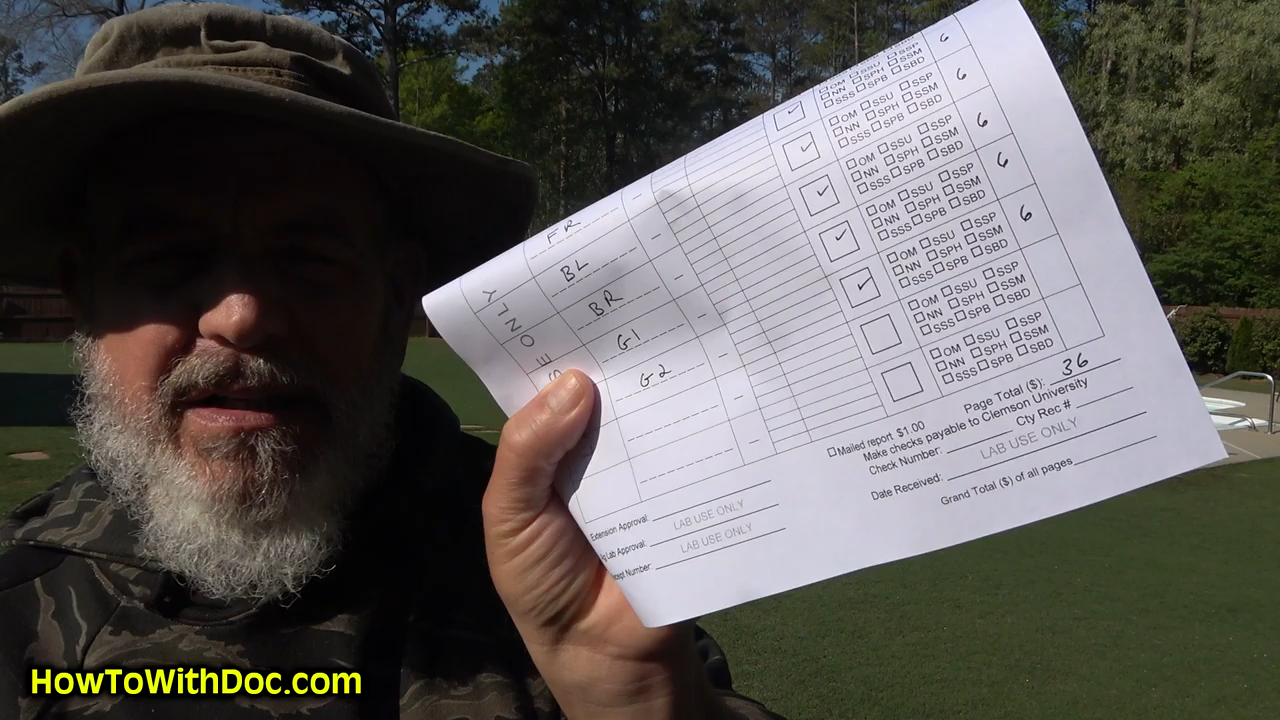 ☐OM ☐SSU ☐SSP
☐NN ☐SPH ☐SSM
☐SSS ☐SPB ☐SBD
6
FR –
✓
☐OM ☐SSU ☐SSP
☐NN ☐SPH ☐SSM
☐SSS ☐SPB ☐SBD
6
BL –
✓
☐OM ☐SSU ☐SSP
☐NN ☐SPH ☐SSM
☐SSS ☐SPB ☐SBD
6
BR –
✓
☐OM ☐SSU ☐SSP
☐NN ☐SPH ☐SSM
☐SSS ☐SPB ☐SBD
6
G1 –
✓
☐OM ☐SSU ☐SSP
☐NN ☐SPH ☐SSM
☐SSS ☐SPB ☐SBD
6
G2 –
✓
☐OM ☐SSU ☐SSP
☐NN ☐SPH ☐SSM
☐SSS ☐SPB ☐SBD
☐OM ☐SSU ☐SSP
☐NN ☐SPH ☐SSM
☐SSS ☐SPB ☐SBD
ONLY
Page Total ($): 36
☐Mailed report $1.00
Make checks payable to Clemson University
Check Number: Cty Rec #
Date Received: LAB USE ONLY
Grand Total ($) of all pages
Extension Approval: LAB USE ONLY
Lab Approval: LAB USE ONLY
Number:
HowToWithDoc.com